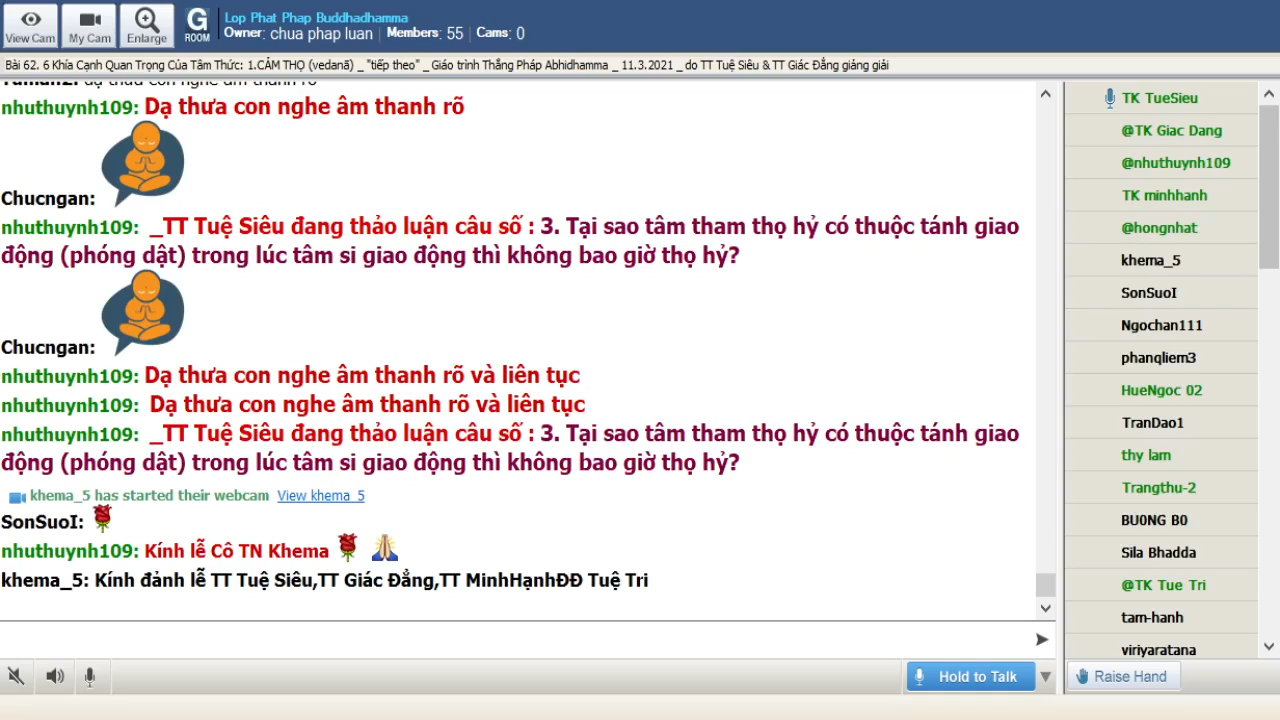 View Cam
My Cam
Enlarge
G
ROOM
Lop Phat Phap Buddhadhamma
Owner: chua phap luan | Members: 55 | Cams: 0
Bài 62. 6 Khía Cạnh Quan Trọng Của Tâm Thức: 1.CẢM THỌ (vedanā) _ "tiếp theo" _ Giáo trình Thắng Pháp Abhidhamma _ 11.3.2021 _ do TT Tuệ Siêu & TT Giác Đẳng giảng giải
nhuthuynh109: Dạ thưa con nghe âm thanh rõ
Chucngan:
nhuthuynh109: _TT Tuệ Siêu đang thảo luận câu số : 3. Tại sao tâm tham thọ hỷ có thuộc tánh giao
động (phóng dật) trong lúc tâm si giao động thì không bao giờ thọ hỷ?
Chucngan:
nhuthuynh109: Dạ thưa con nghe âm thanh rõ và liên tục
nhuthuynh109: Dạ thưa con nghe âm thanh rõ và liên tục
nhuthuynh109: _TT Tuệ Siêu đang thảo luận câu số : 3. Tại sao tâm tham thọ hỷ có thuộc tánh giao
động (phóng dật) trong lúc tâm si giao động thì không bao giờ thọ hỷ?
khema_5 has started their webcam View khema_5
SonSuoI:
nhuthuynh109: Kính lễ Cô TN Khema
khema_5: Kính đảnh lễ TT Tuệ Siêu,TT Giác Đẳng,TT MinhHạnhĐĐ Tuệ Tri
Hold to Talk
TK TueSieu
@TK Giac Dang
@nhuthuynh109
TK minhhanh
@hongnhat
khema_5
SonSuoI
Ngochan111
phanqliem3
HueNgoc 02
TranDao1
thy lam
Trangthu-2
BU0NG B0
Sila Bhadda
@TK Tue Tri
tam-hanh
viriyaratana
Raise Hand